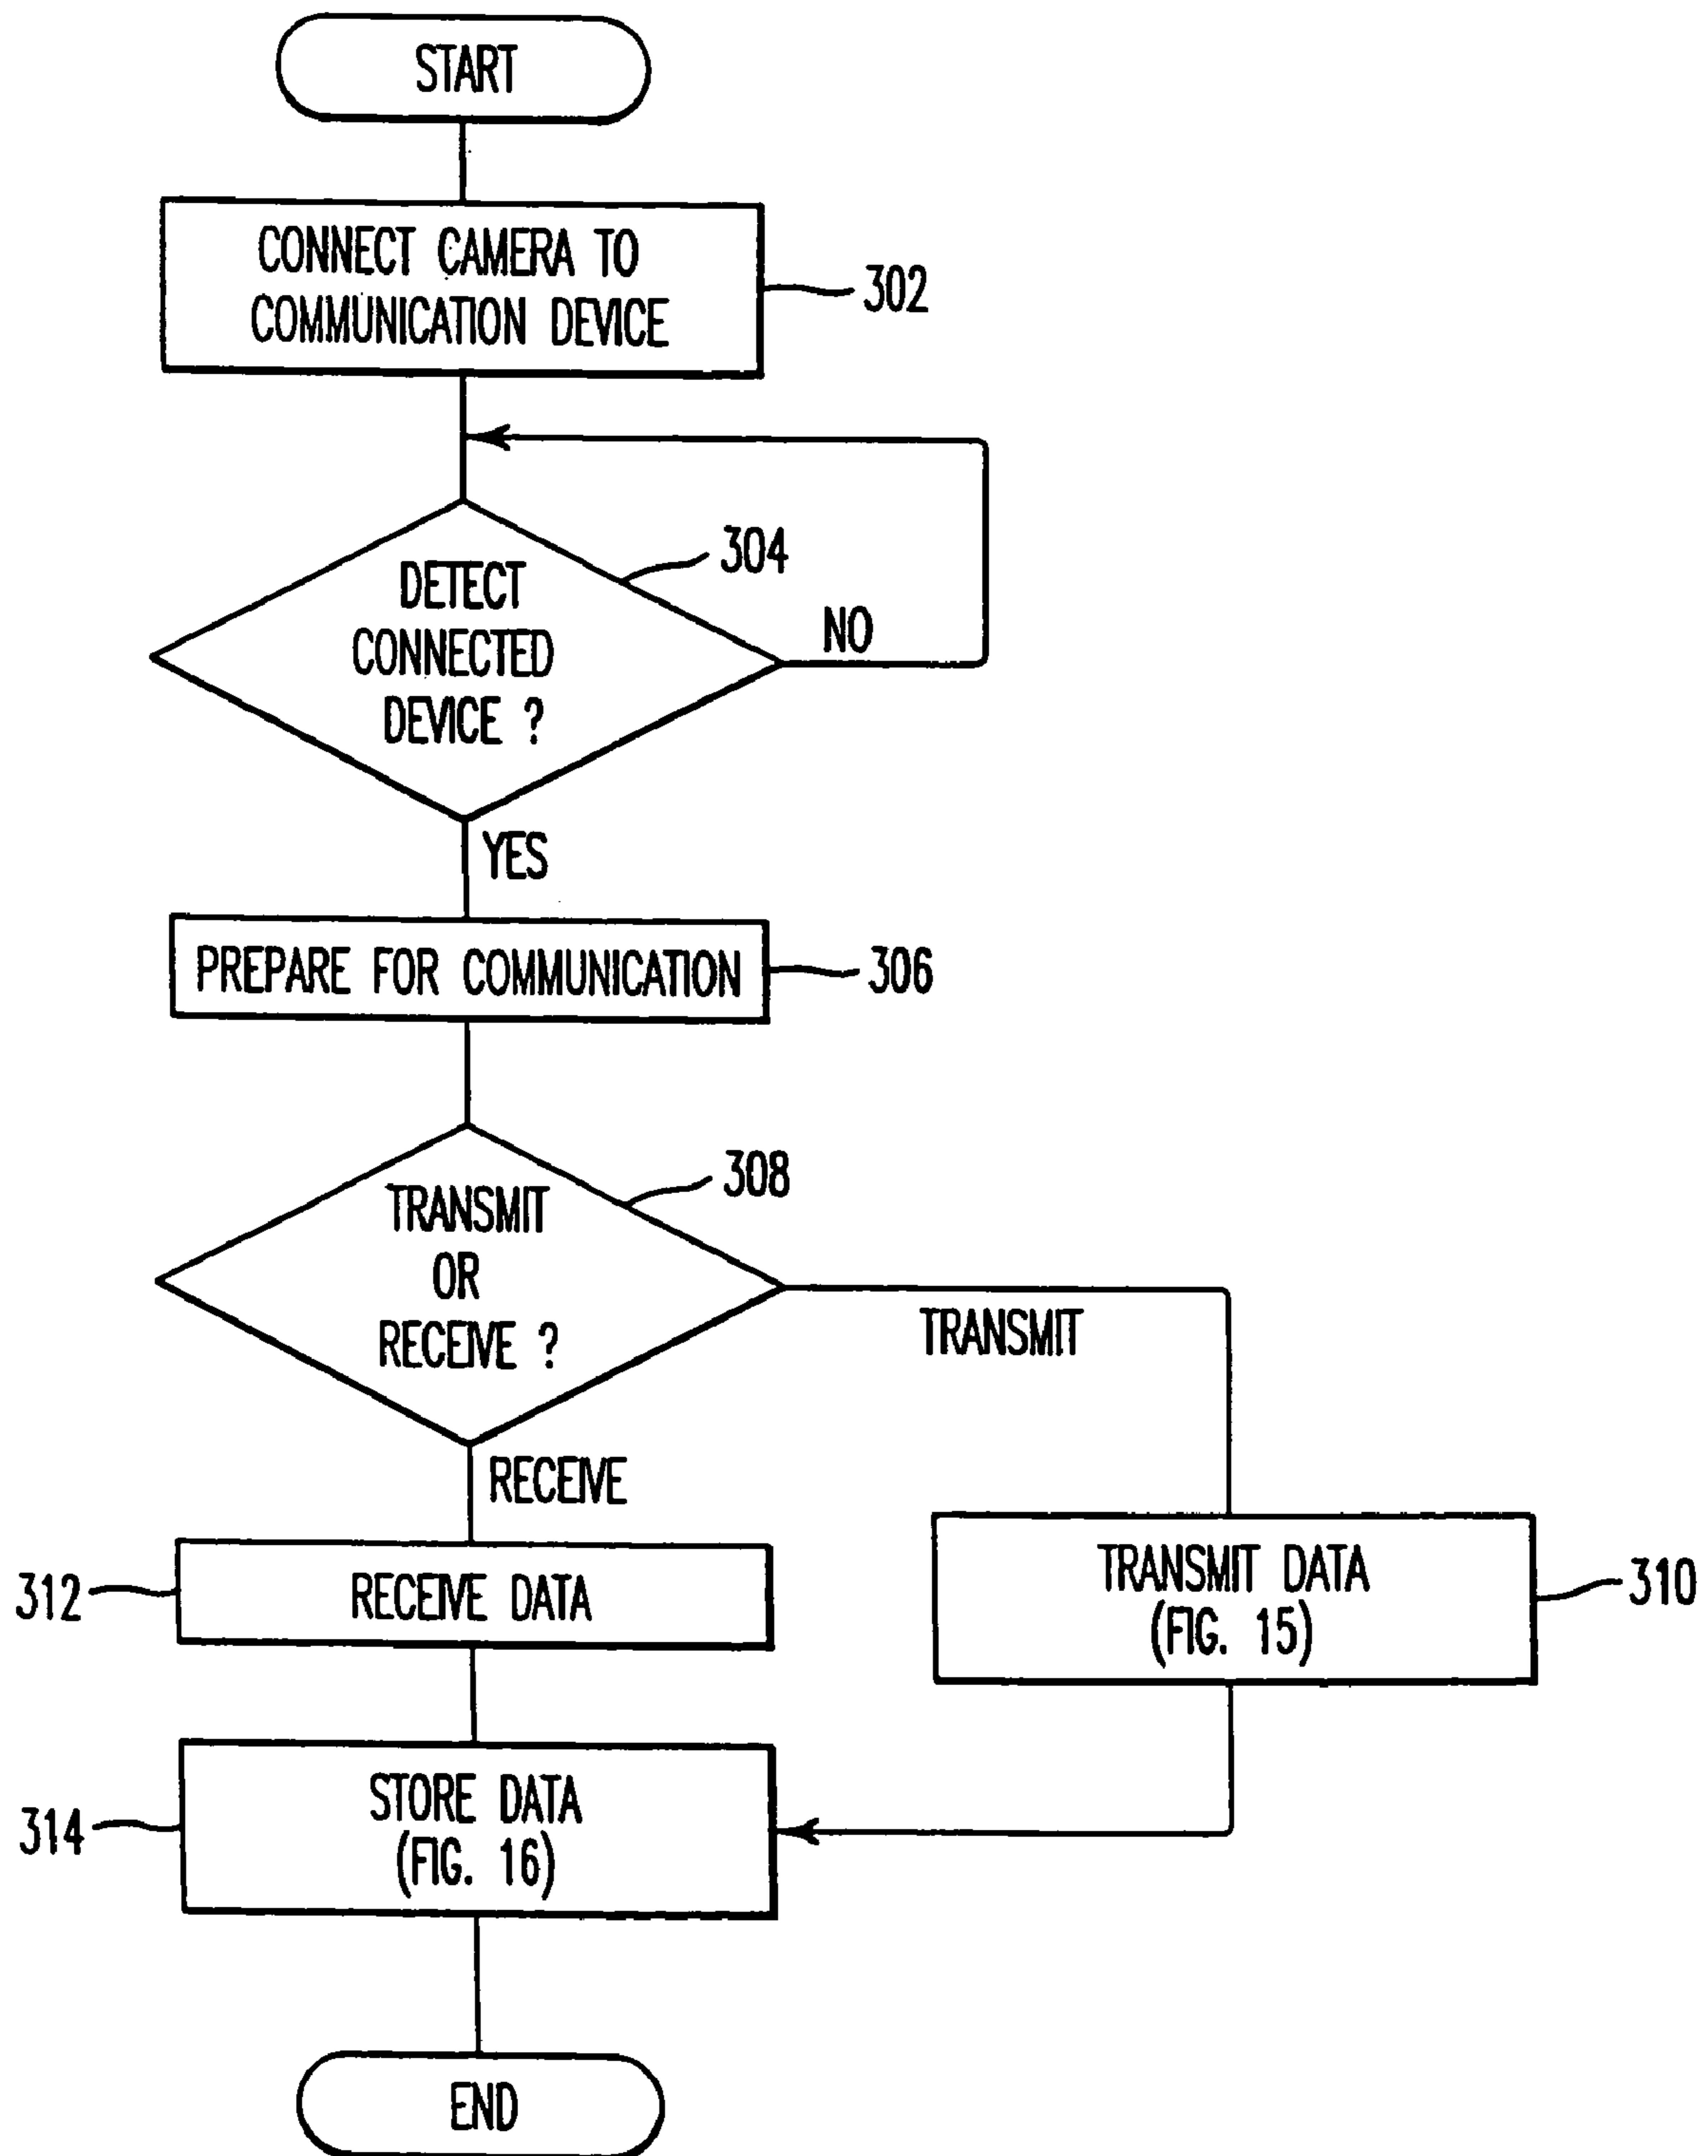 START
CONNECT CAMERA TO
COMMUNICATION DEVICE
302
304
DETECT
CONNECTED
DEVICE ?
NO
YES
PREPARE FOR COMMUNICATION
306
308
TRANSMIT
OR
RECEIVE ?
TRANSMIT
RECEIVE
312
RECEIVE DATA
TRANSMIT DATA
(FIG. 15)
310
314
STORE DATA
(FIG. 16)
END